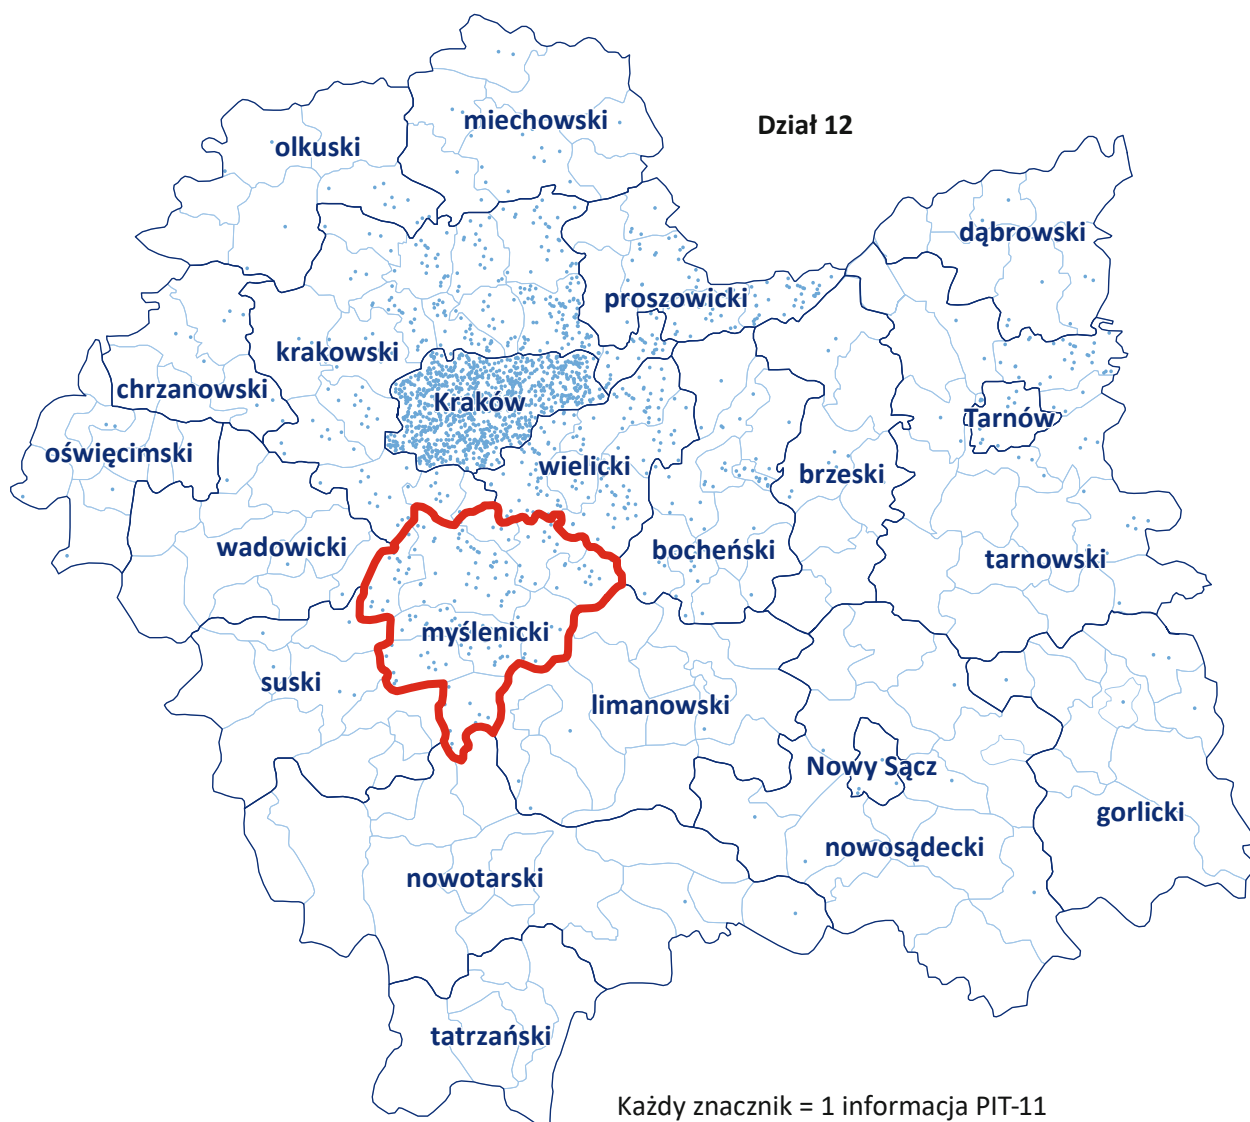 miechowski
Dział 12
olkuski
dąbrowski
proszowicki
krakowski
chrzanowski
Kraków
Tarnów
oświęcimski
wielicki
brzeski
wadowicki
bocheński
tarnowski
myślenicki
suski
limanowski
Nowy Sącz
gorlicki
nowosądecki
nowotarski
tatrzański
Każdy znacznik = 1 informacja PIT-11